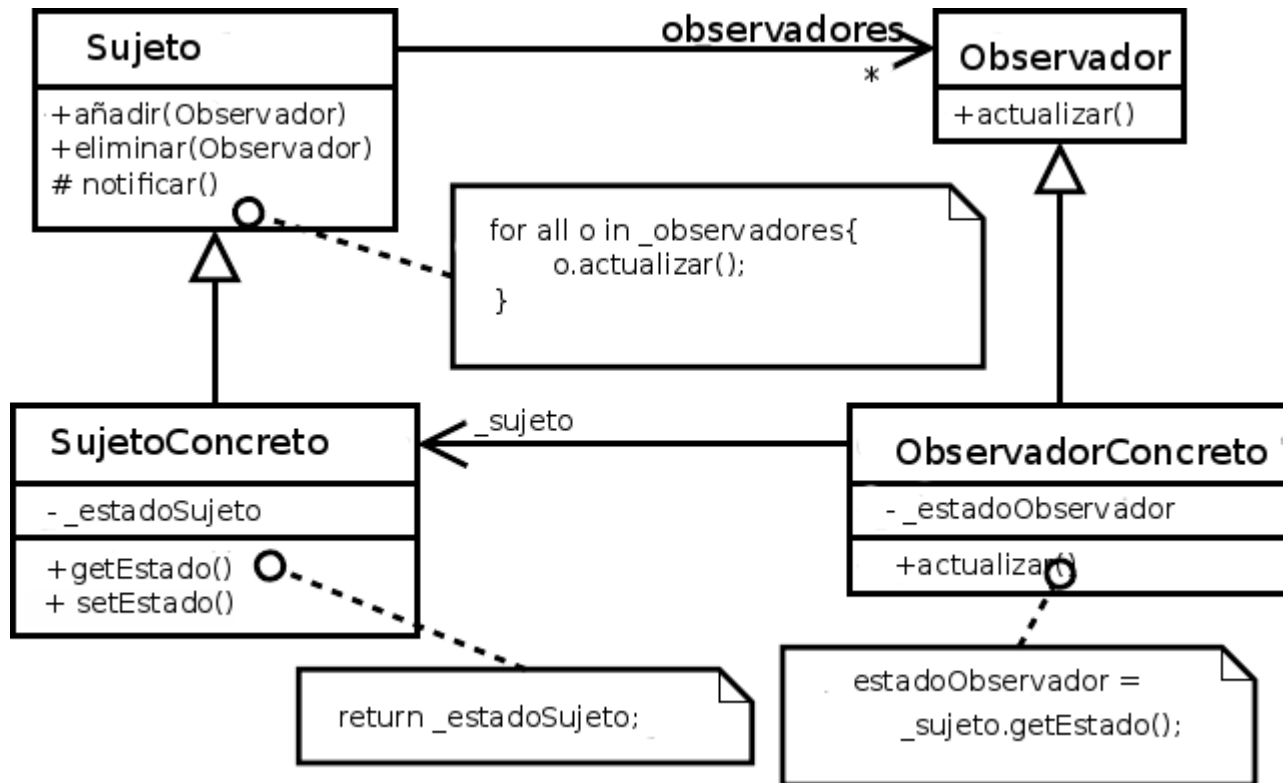 Sujeto
+añadir(Observador)
+eliminar(Observador)
# notificar()
observadores
*
Observador
+actualizar()
for all o in _observadores{
o.actualizar();
}
SujetoConcreto
- _estadoSujeto
+getEstado()
+ setEstado()
_sujeto
ObservadorConcreto
- _estadoObservador
+actualizar()
return _estadoSujeto;
estadoObservador =
_sujeto.getEstado();